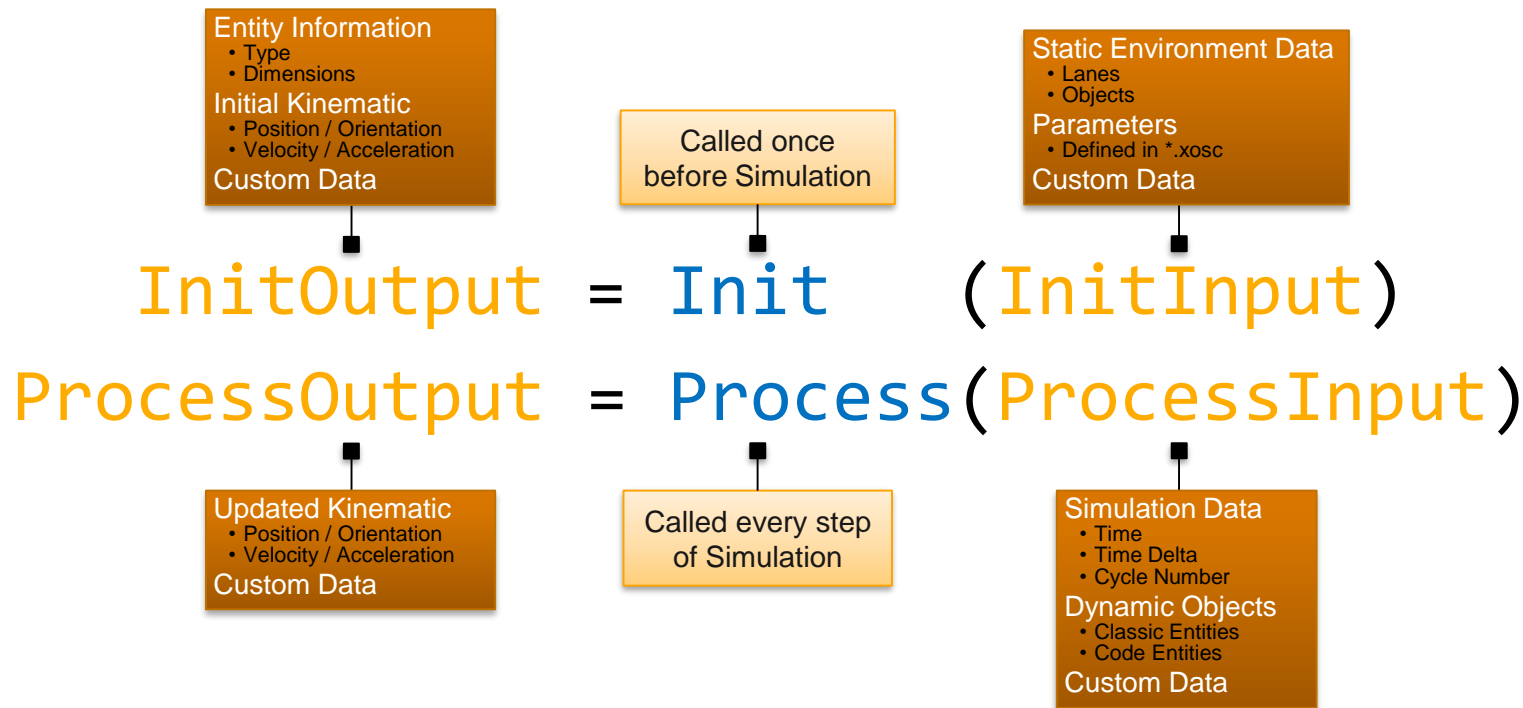 Entity Information
• Type
• Dimensions
Initial Kinematic
• Position / Orientation
• Velocity / Acceleration
Custom Data
Called once
before Simulation
Static Environment Data
• Lanes
• Objects
Parameters
• Defined in *.xosc
Custom Data
InitOutput = Init (InitInput)
ProcessOutput = Process(ProcessInput)
Updated Kinematic
• Position / Orientation
• Velocity / Acceleration
Custom Data
Called every step
of Simulation
Simulation Data
• Time
• Time Delta
• Cycle Number
Dynamic Objects
• Classic Entities
• Code Entities
Custom Data